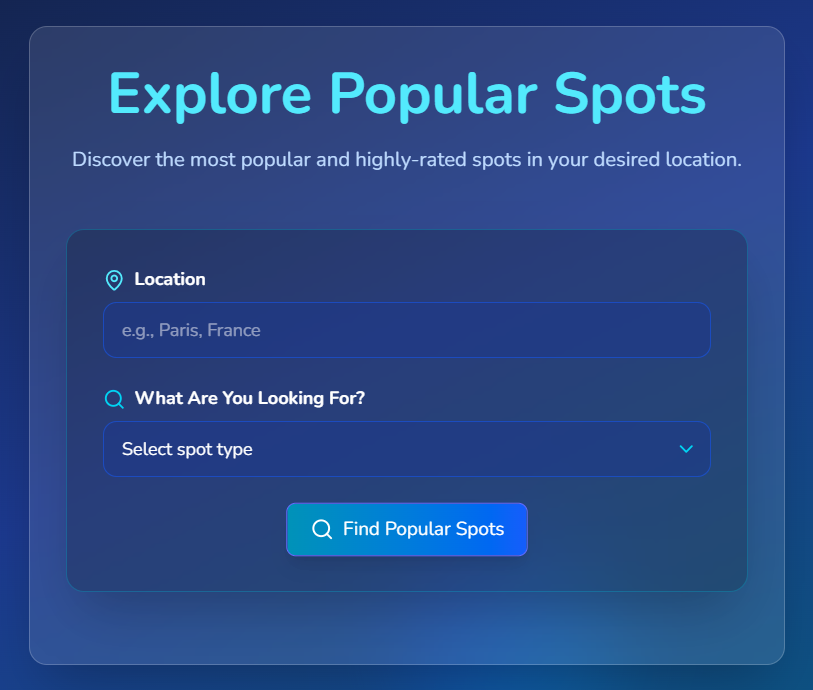 Explore Popular Spots
Discover the most popular and highly-rated spots in your desired location.
Location
e.g., Paris, France
What Are You Looking For?
Select spot type
Find Popular Spots